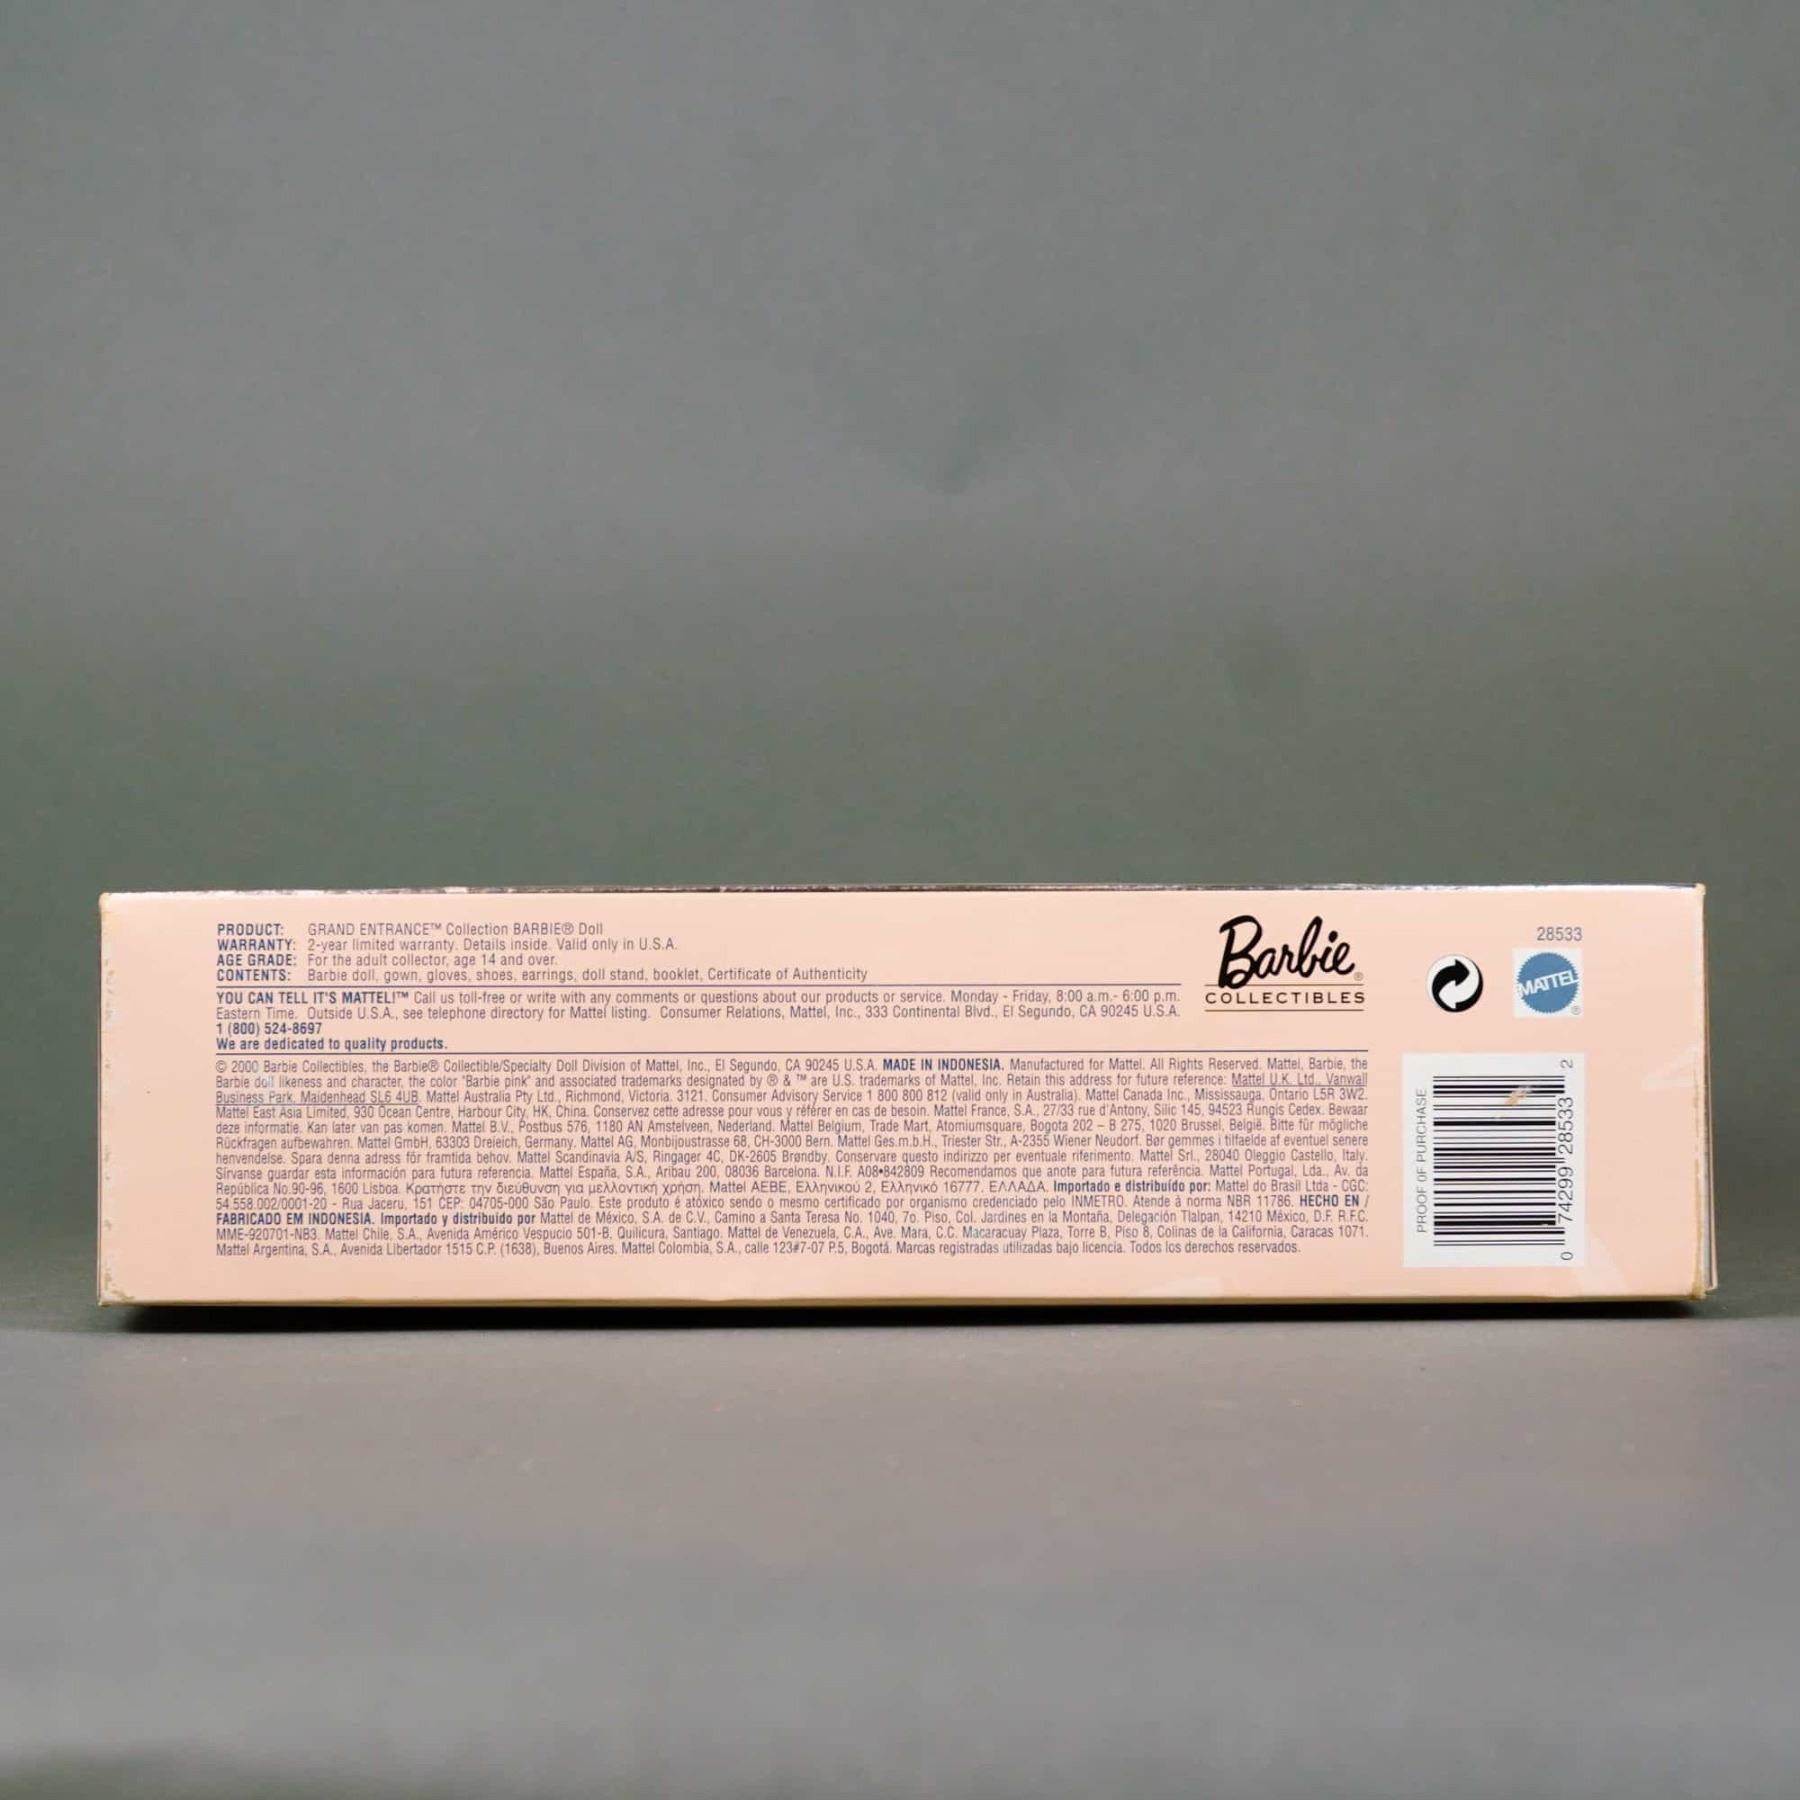 PRODUCT: GRAND ENTRANCE™ Collection BARBIE® Doll
WARRANTY: 2-year limited warranty. Details inside. Valid only in U.S.A.
AGE GRADE: For the adult collector, age 14 and over.
CONTENTS: Barbie doll, gown, gloves, shoes, earrings, doll stand, booklet, Certificate of Authenticity
YOU CAN TELL IT'S MATTEL!™ Call us toll-free or write with any comments or questions about our products or service. Monday - Friday, 8:00 a.m.- 6:00 p.m.
Eastern Time. Outside U.S.A., see telephone directory for Mattel listing. Consumer Relations, Mattel, Inc., 333 Continental Blvd., El Segundo, CA 90245 U.S.A.
1 (800) 524-8697
We are dedicated to quality products.
© 2000 Barbie Collectibles, the Barbie® Collectible/Specialty Doll Division of Mattel, Inc., El Segundo, CA 90245 U.S.A. MADE IN INDONESIA. Manufactured for Mattel. All Rights Reserved. Mattel, Barbie, the
Barbie doll likeness and character, the color "Barbie pink" and associated trademarks designated by ® & ™ are U.S. trademarks of Mattel, Inc. Retain this address for future reference: Mattel U.K. Ltd., Vanwall
Business Park, Maidenhead SL6 4UB. Mattel Australia Pty Ltd., Richmond, Victoria. 3121. Consumer Advisory Service 1 800 800 812 (valid only in Australia). Mattel Canada Inc., Mississauga, Ontario L5R 3W2.
Mattel East Asia Limited, 930 Ocean Centre, Harbour City, HK, China. Conservez cette adresse pour vous y référer en cas de besoin. Mattel France, S.A., 27/33 rue d'Antony, Silic 145, 94523 Rungis Cedex. Bewaar
deze informatie. Kan later van pas komen. Mattel B.V., Postbus 576, 1180 AN Amstelveen, Nederland. Mattel Belgium, Trade Mart, Atomiumsquare, Bogota 202 – B 275, 1020 Brussel, België. Bitte für mögliche
Rückfragen aufbewahren. Mattel GmbH, 63303 Dreieich, Germany. Mattel AG, Monbijoustrasse 68, CH-3000 Bern. Mattel Ges.m.b.H., Triester Str., A-2355 Wiener Neudorf. Bør gemmes i tilfælde af eventuel senere
henvendelse. Spara denna adress för framtida behov. Mattel Scandinavia A/S, Ringager 4C, DK-2605 Brøndby. Conservare questo indirizzo per eventuale riferimento. Mattel Srl., 28040 Oleggio Castello, Italy.
Sírvanse guardar esta información para futura referencia. Mattel España, S.A., Aribau 200, 08036 Barcelona. N.I.F. A08•842809 Recomendamos que anote para futura referência. Mattel Portugal, Lda., Av. da
República No.90-96, 1600 Lisboa. Κρατήστε την διεύθυνση για μελλοντική χρήση. Mattel AEBE, Ελληνικού 2, Ελληνικό 16777, ΕΛΛΑΔΑ. Importado e distribuído por: Mattel do Brasil Ltda - CGC:
54.558.002/0001-20 - Rua Jaceru, 151 CEP: 04705-000 São Paulo. Este produto é atóxico sendo o mesmo certificado por organismo credenciado pelo INMETRO. Atende à norma NBR 11786. HECHO EN /
FABRICADO EM INDONESIA. Importado y distribuido por Mattel de México, S.A. de C.V., Camino a Santa Teresa No. 1040, 7o. Piso, Col. Jardines en la Montaña, Delegación Tlalpan, 14210 México, D.F. R.F.C.
MME-920701-NB3. Mattel Chile, S.A., Avenida Américo Vespucio 501-B, Quilicura, Santiago. Mattel de Venezuela, C.A., Ave. Mara, C.C. Macaracuay Plaza, Torre B, Piso 8, Colinas de la California, Caracas 1071.
Mattel Argentina, S.A., Avenida Libertador 1515 C.P. (1638), Buenos Aires. Mattel Colombia, S.A., calle 123#7-07 P.5, Bogotá. Marcas registradas utilizadas bajo licencia. Todos los derechos reservados.
Barbie®
COLLECTIBLES
28533
MATTEL®
PROOF OF PURCHASE
0 74299 28533 2